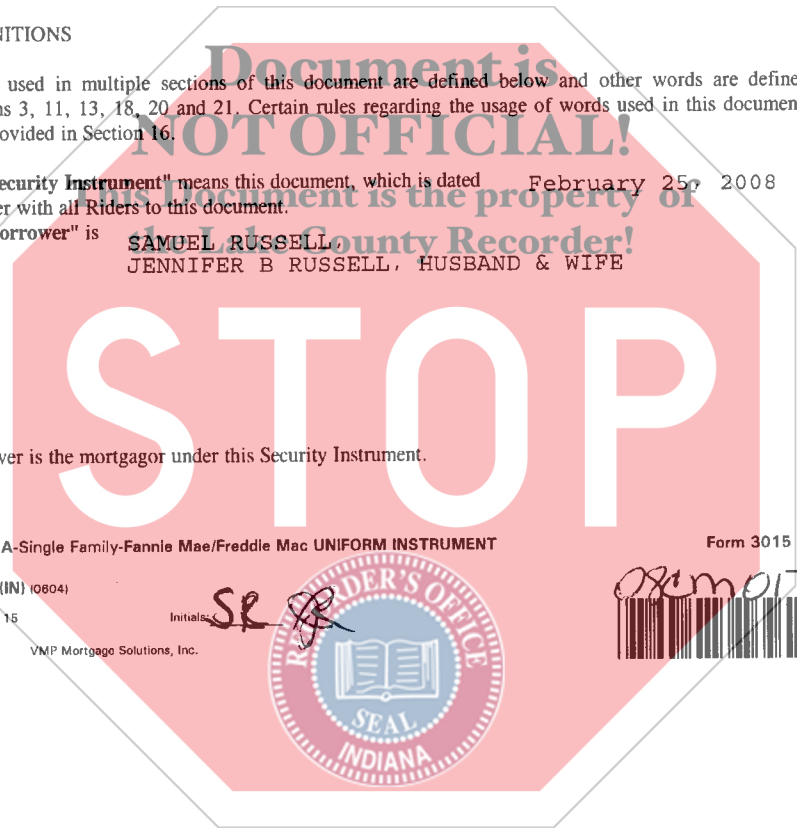 NITIONS
Document is
used in multiple sections of this document are defined below and other words are define
ns 3, 11, 13, 18, 20 and 21. Certain rules regarding the usage of words used in this documen
rovided in Section 16.
NOT OFFICIAL!
ecurity Instrument" means this document, which is dated February 25, 2008
This Document is the property of
er with all Riders to this document.
orrower" is SAMUEL RUSSELL,
the Lake County Recorder!
JENNIFER B RUSSELL, HUSBAND & WIFE
STOP
ver is the mortgagor under this Security Instrument.
A-Single Family-Fannie Mae/Freddie Mac UNIFORM INSTRUMENT Form 3015
(IN) (0604)
15 Initials: SR
VMP Mortgage Solutions, Inc.
RECORDER'S OFFICE
SEAL
INDIANA